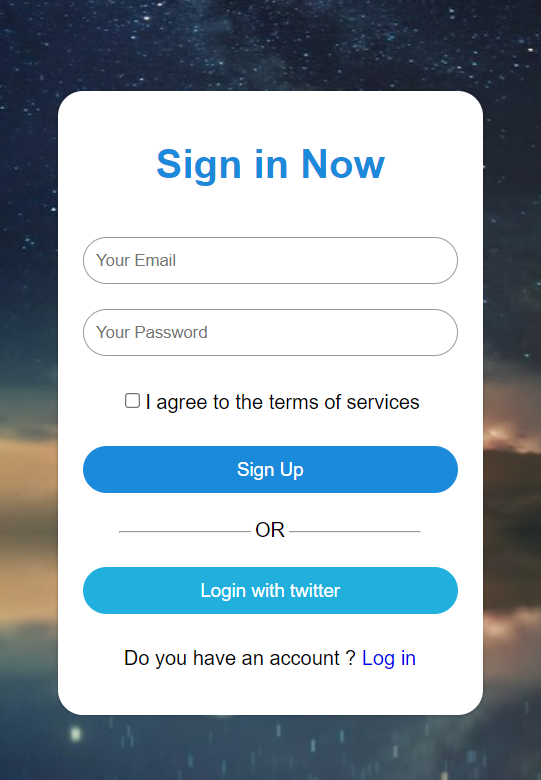 Sign in Now
Your Email
Your Password
I agree to the terms of services
Sign Up
OR
Login with twitter
Do you have an account ? Log in